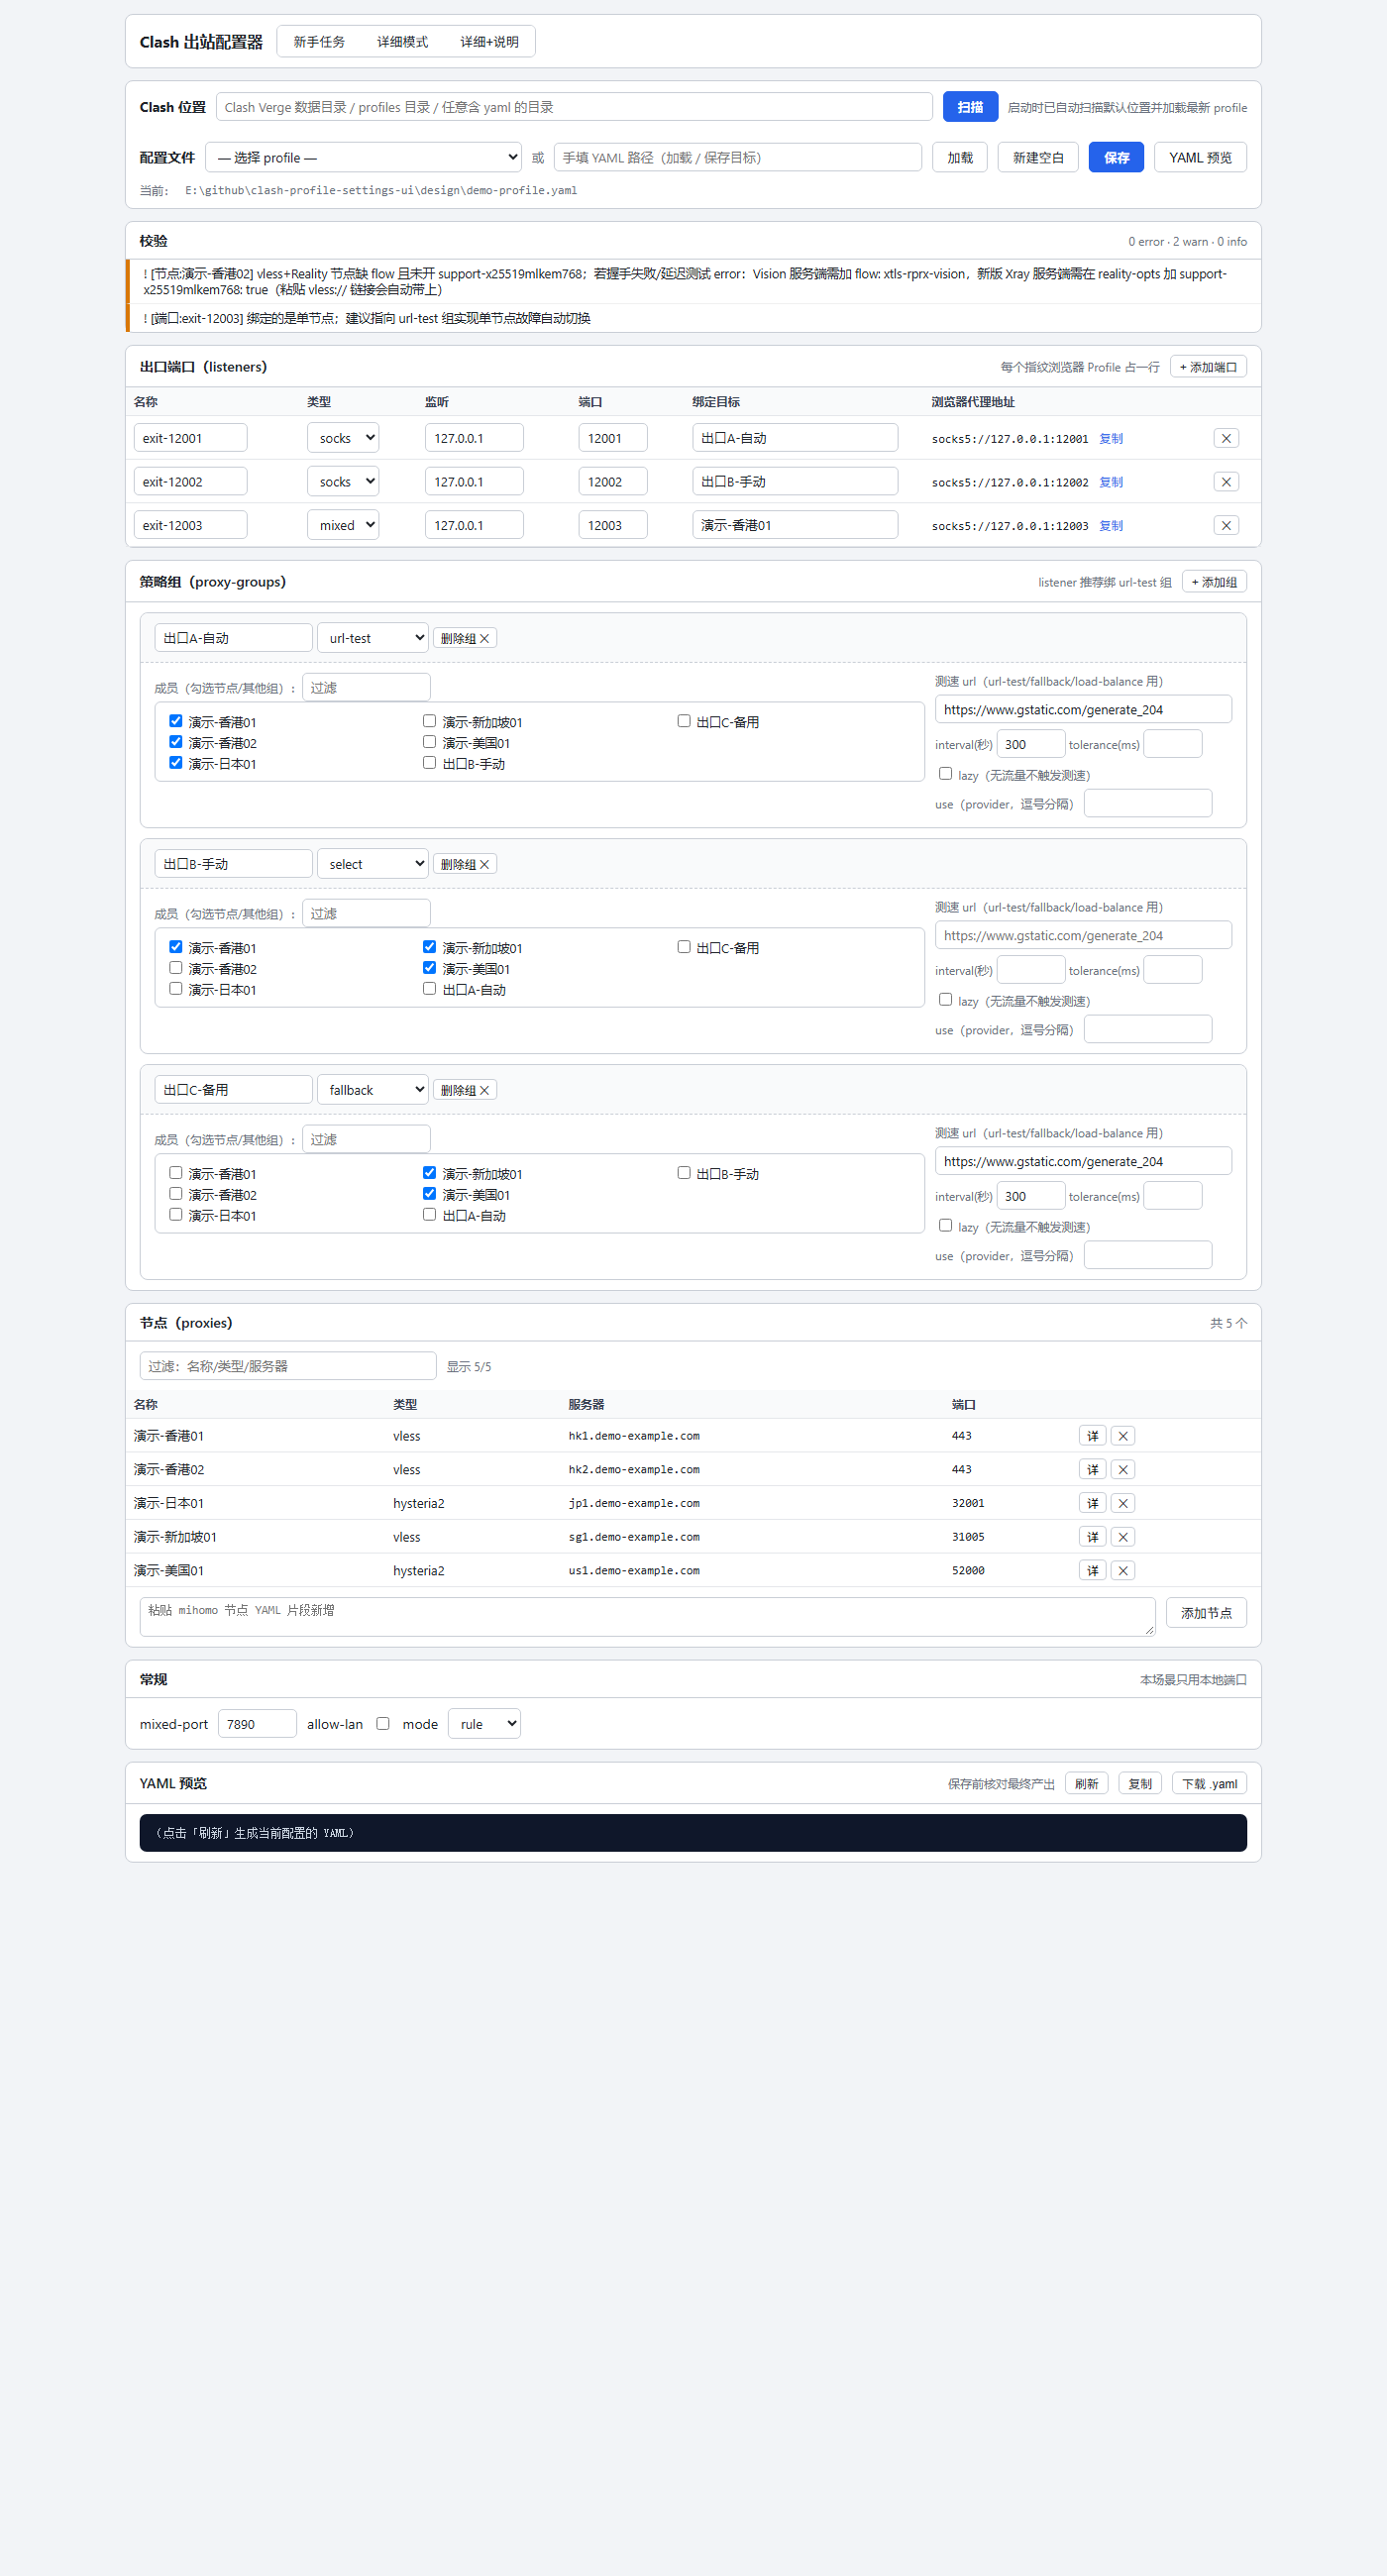 Clash 出站配置器 新手任务 详细模式 详细+说明
Clash 位置 Clash Verge 数据目录 / profiles 目录 / 任意含 yaml 的目录 扫描 启动时已自动扫描默认位置并加载最新 profile
配置文件 — 选择 profile — 或 手填 YAML 路径（加载 / 保存目标） 加载 新建空白 保存 YAML 预览
当前： E:\github\clash-profile-settings-ui\design\demo-profile.yaml
校验 0 error · 2 warn · 0 info
! [节点:演示-香港02] vless+Reality 节点缺 flow 且未开 support-x25519mlkem768；若握手失败/延迟测试 error：Vision 服务端需加 flow: xtls-rprx-vision，新版 Xray 服务端需在 reality-opts 加 support-
x25519mlkem768: true（粘贴 vless:// 链接会自动带上）
! [端口:exit-12003] 绑定的是单节点；建议指向 url-test 组实现单节点故障自动切换
出口端口（listeners） 每个指纹浏览器 Profile 占一行 + 添加端口
名称 类型 监听 端口 绑定目标 浏览器代理地址
exit-12001 socks 127.0.0.1 12001 出口A-自动 socks5://127.0.0.1:12001 复制 ✕
exit-12002 socks 127.0.0.1 12002 出口B-手动 socks5://127.0.0.1:12002 复制 ✕
exit-12003 mixed 127.0.0.1 12003 演示-香港01 socks5://127.0.0.1:12003 复制 ✕
策略组（proxy-groups） listener 推荐绑 url-test 组 + 添加组
出口A-自动 url-test 删除组 ✕
成员（勾选节点/其他组）： 过滤 测速 url（url-test/fallback/load-balance 用）
https://www.gstatic.com/generate_204
演示-香港01 演示-新加坡01 出口C-备用
演示-香港02 演示-美国01 interval(秒) 300 tolerance(ms)
演示-日本01 出口B-手动 lazy（无流量不触发测速）
use（provider，逗号分隔）
出口B-手动 select 删除组 ✕
成员（勾选节点/其他组）： 过滤 测速 url（url-test/fallback/load-balance 用）
https://www.gstatic.com/generate_204
演示-香港01 演示-新加坡01 出口C-备用
演示-香港02 演示-美国01 interval(秒) tolerance(ms)
演示-日本01 出口A-自动 lazy（无流量不触发测速）
use（provider，逗号分隔）
出口C-备用 fallback 删除组 ✕
成员（勾选节点/其他组）： 过滤 测速 url（url-test/fallback/load-balance 用）
https://www.gstatic.com/generate_204
演示-香港01 演示-新加坡01 出口B-手动
演示-香港02 演示-美国01 interval(秒) 300 tolerance(ms)
演示-日本01 出口A-自动 lazy（无流量不触发测速）
use（provider，逗号分隔）
节点（proxies） 共 5 个
过滤：名称/类型/服务器 显示 5/5
名称 类型 服务器 端口
演示-香港01 vless hk1.demo-example.com 443 详 ✕
演示-香港02 vless hk2.demo-example.com 443 详 ✕
演示-日本01 hysteria2 jp1.demo-example.com 32001 详 ✕
演示-新加坡01 vless sg1.demo-example.com 31005 详 ✕
演示-美国01 hysteria2 us1.demo-example.com 52000 详 ✕
粘贴 mihomo 节点 YAML 片段新增 添加节点
常规 本场景只用本地端口
mixed-port 7890 allow-lan mode rule
YAML 预览 保存前核对最终产出 刷新 复制 下载 .yaml
（点击「刷新」生成当前配置的 YAML）